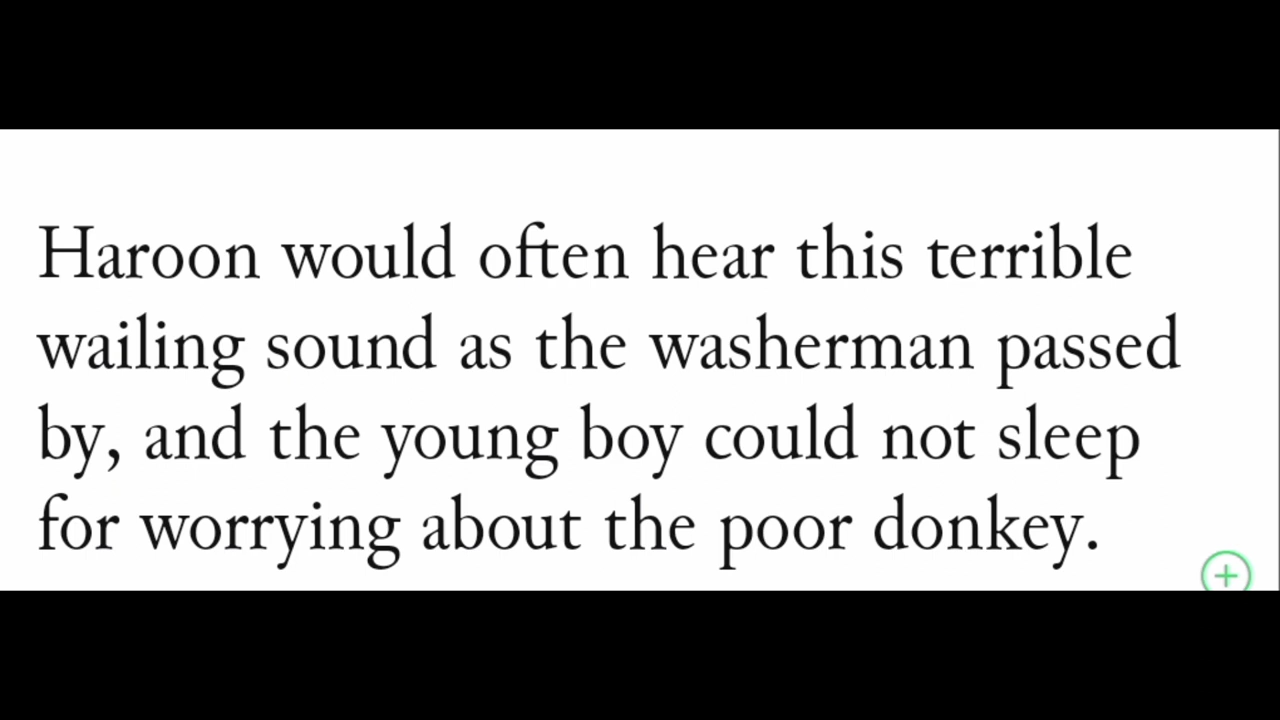 Haroon would often hear this terrible
wailing sound as the washerman passed
by, and the young boy could not sleep
for worrying about the poor donkey.